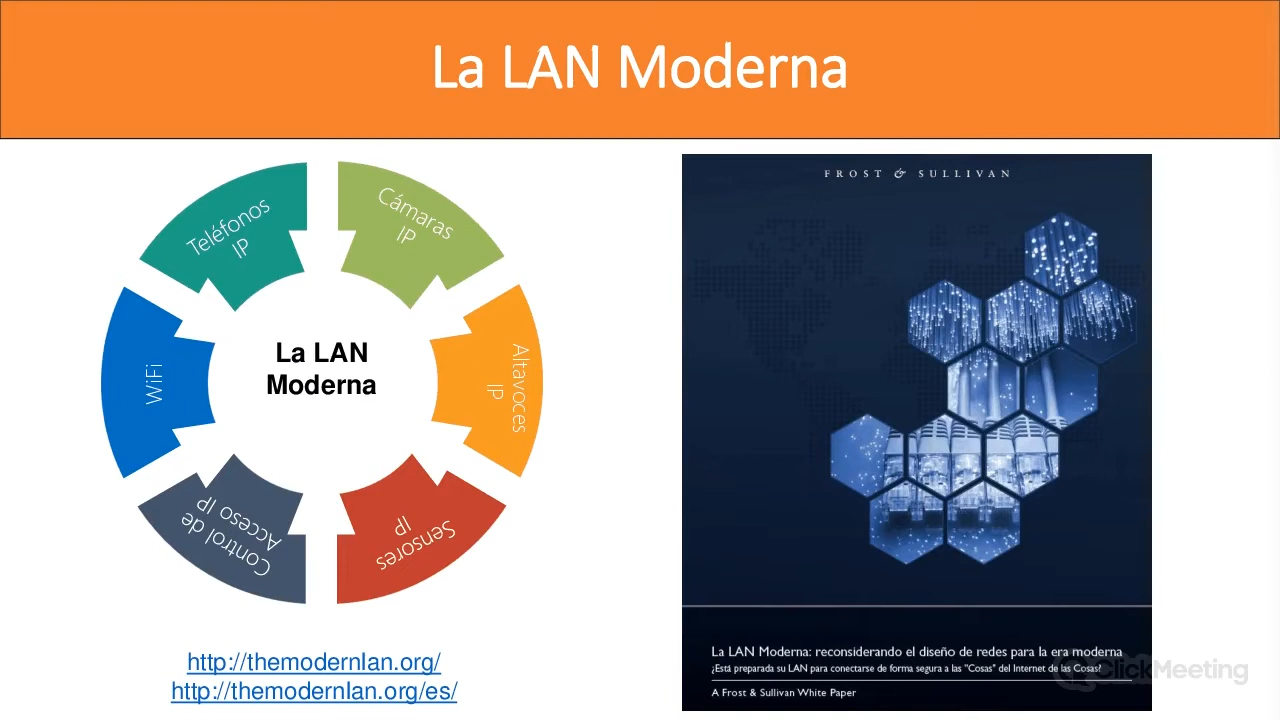 La LAN Moderna
Teléfonos
IP
Cámaras
IP
Altavoces
IP
Sensores
IP
Control de
Acceso IP
WiFi
La LAN
Moderna
http://themodernlan.org/
http://themodernlan.org/es/
FROST & SULLIVAN
La LAN Moderna: reconsiderando el diseño de redes para la era moderna
¿Está preparada su LAN para conectarse de forma segura a las "Cosas" del Internet de las Cosas?
A Frost & Sullivan White Paper
ClickMeeting